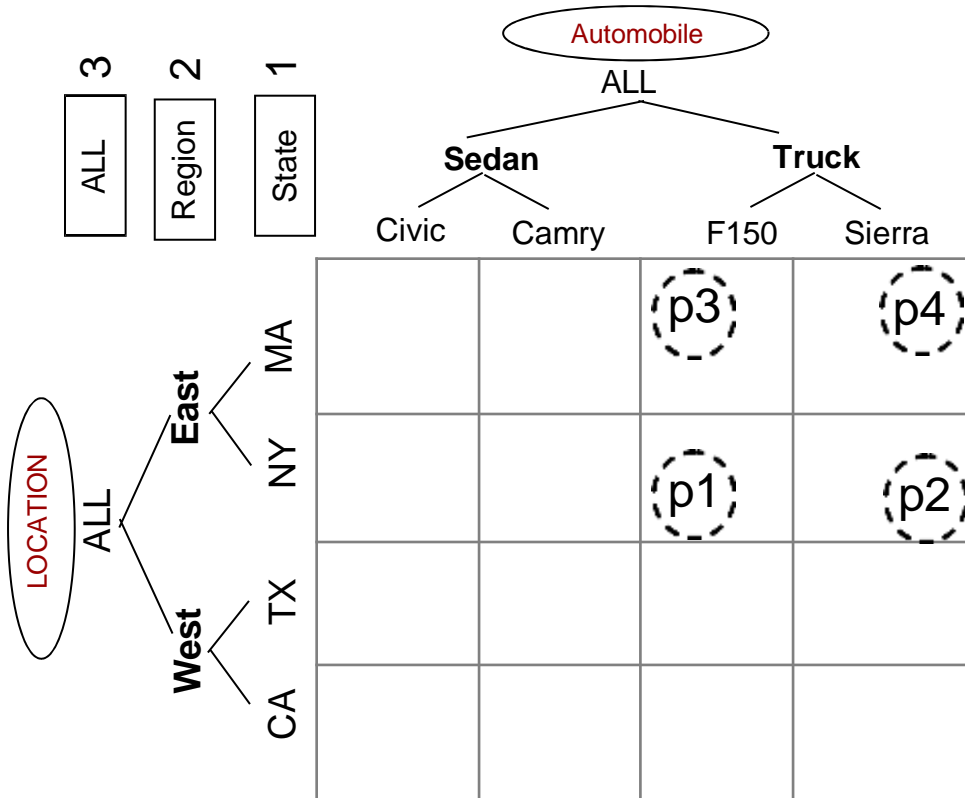 Automobile
ALL
Sedan Truck
Civic Camry F150 Sierra
3 2 1
ALL Region State
LOCATION
ALL
East
West
MA
NY
TX
CA
p3 p4
p1 p2